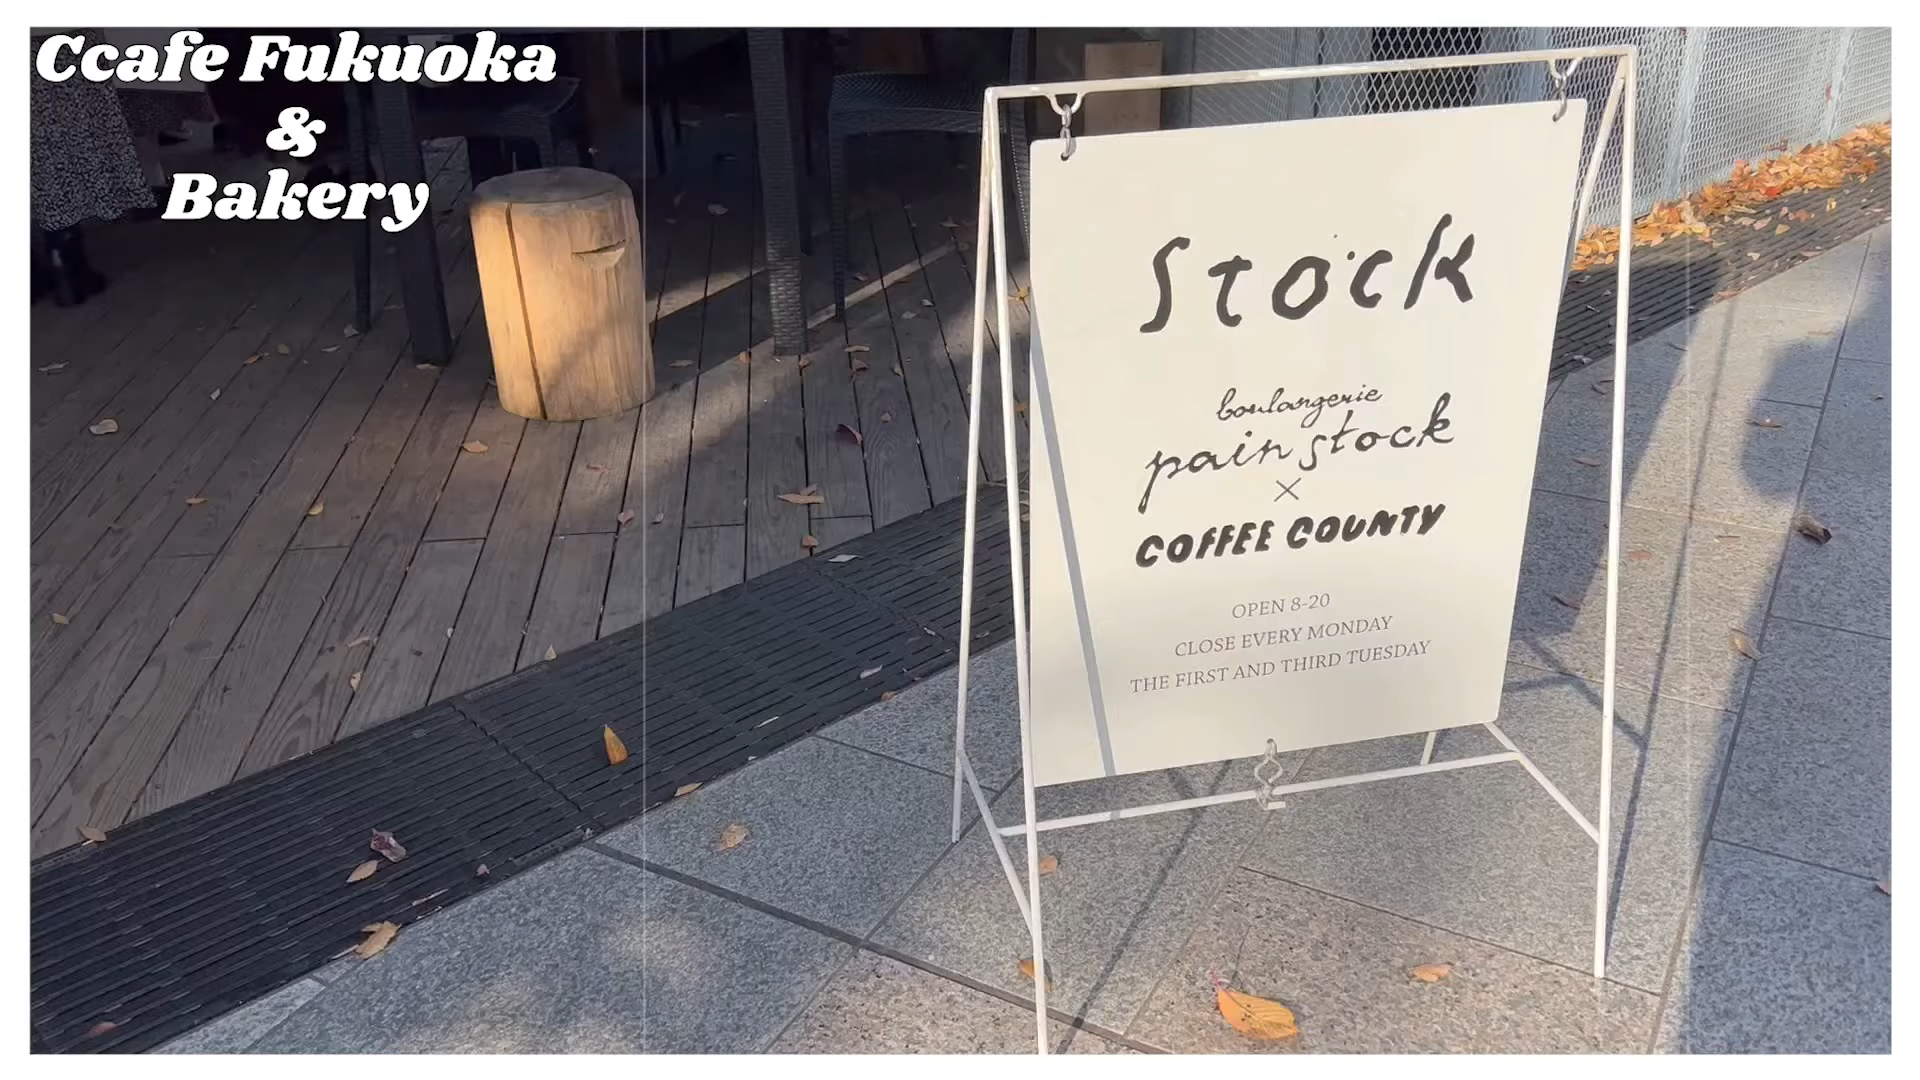 Ccafe Fukuoka
&
Bakery
Stock
boulangerie
pain stock
×
COFFEE COUNTY
OPEN 8-20
CLOSE EVERY MONDAY
THE FIRST AND THIRD TUESDAY